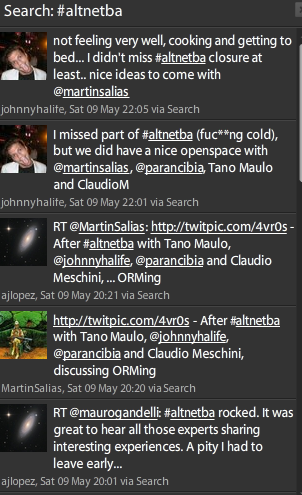 Search: #altnetba
not feeling very well, cooking and getting to
bed... I didn't miss #altnetba closure at
least.. nice ideas to come with
@martinsalias
johnnyhalife, Sat 09 May 22:05 via Search
I missed part of #altnetba (fuc**ng cold),
but we did have a nice openspace with
@martinsalias, @parancibia, Tano Maulo
and ClaudioM
johnnyhalife, Sat 09 May 22:01 via Search
RT @MartinSalias: http://twitpic.com/4vr0s -
After #altnetba with Tano Maulo,
@johnnyhalife, @parancibia and Claudio
Meschini, ... ORMing
ajlopez, Sat 09 May 20:21 via Search
http://twitpic.com/4vr0s - After #altnetba
with Tano Maulo, @johnnyhalife,
@parancibia and Claudio Meschini,
discussing ORMing
MartinSalias, Sat 09 May 20:20 via Search
RT @maurogandelli: #altnetba rocked. It was
great to hear all those experts sharing
interesting experiences. A pity I had to
leave early...
ajlopez, Sat 09 May 20:01 via Search